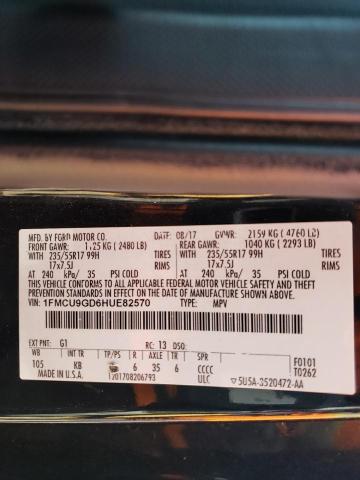 MFD. BY FORD MOTOR CO. DATE: 08/17 GVWR: 2159 KG ( 4760 LB)
FRONT GAWR: 1125 KG ( 2480 LB) REAR GAWR: 1040 KG ( 2293 LB)
WITH 235/55R17 99H TIRES WITH 235/55R17 99H TIRES
17x7.5J RIMS 17x7.5J RIMS
AT 240 kPa/ 35 PSI COLD AT 240 kPa/ 35 PSI COLD
THIS VEHICLE CONFORMS TO ALL APPLICABLE FEDERAL MOTOR VEHICLE SAFETY AND THEFT PREVENTION STANDARDS IN EFFECT ON THE DATE OF MANUFACTURE SHOWN ABOVE.
VIN: 1FMCU9GD6HUE82570 TYPE: MPV
EXT PNT: G1 RC: 13 DSO: F0101
WB INT TR TP/PS R AXLE TR SPR T0262
105 KB 6 35 6 CCCC
1201708206793 ULC 5U5A-3520472-AA